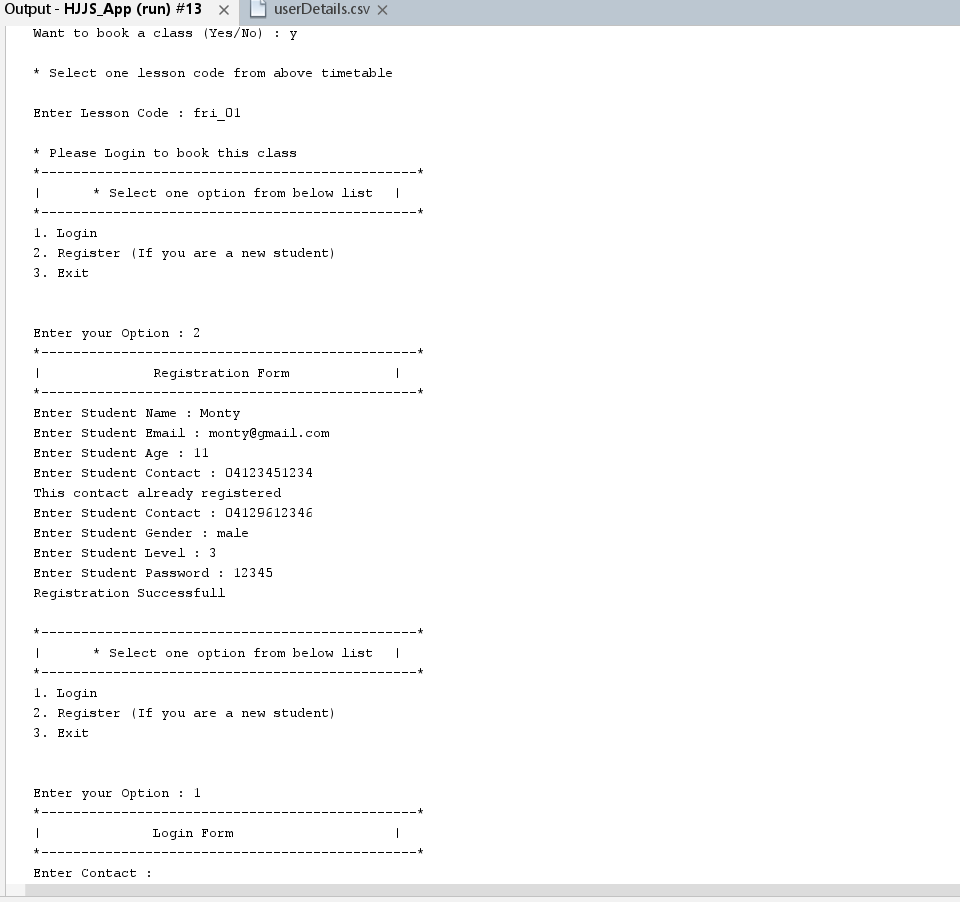 Output - HJJS_App (run) #13 × userDetails.csv ×
Want to book a class (Yes/No) : y
* Select one lesson code from above timetable
Enter Lesson Code : fri_01
* Please Login to book this class
*-----------------------------------------------*
| * Select one option from below list |
*-----------------------------------------------*
1. Login
2. Register (If you are a new student)
3. Exit
Enter your Option : 2
*-----------------------------------------------*
| Registration Form |
*-----------------------------------------------*
Enter Student Name : Monty
Enter Student Email : monty@gmail.com
Enter Student Age : 11
Enter Student Contact : 04123451234
This contact already registered
Enter Student Contact : 04129612346
Enter Student Gender : male
Enter Student Level : 3
Enter Student Password : 12345
Registration Successfull
*-----------------------------------------------*
| * Select one option from below list |
*-----------------------------------------------*
1. Login
2. Register (If you are a new student)
3. Exit
Enter your Option : 1
*-----------------------------------------------*
| Login Form |
*-----------------------------------------------*
Enter Contact :